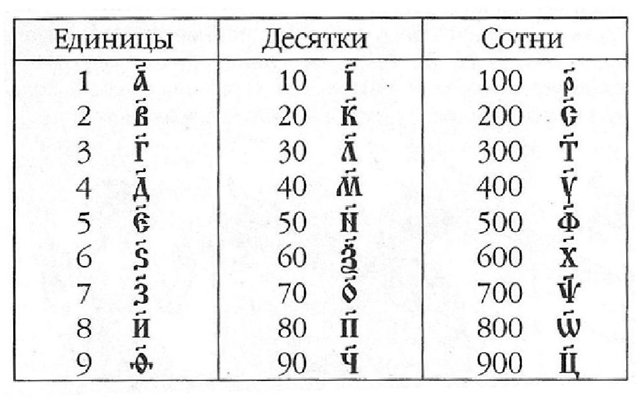 Единицы Десятки Сотни
1 А҃ 10 І҃ 100 Р҃
2 В҃ 20 К҃ 200 С҃
3 Г҃ 30 Л҃ 300 Т҃
4 Д҃ 40 М҃ 400 Ѵ҃
5 Є҃ 50 Н҃ 500 Ф҃
6 Ѕ҃ 60 Ѯ҃ 600 Х҃
7 З҃ 70 Ѻ҃ 700 Ѱ҃
8 И҃ 80 П҃ 800 Ѡ҃
9 Ѳ҃ 90 Ч҃ 900 Ц҃